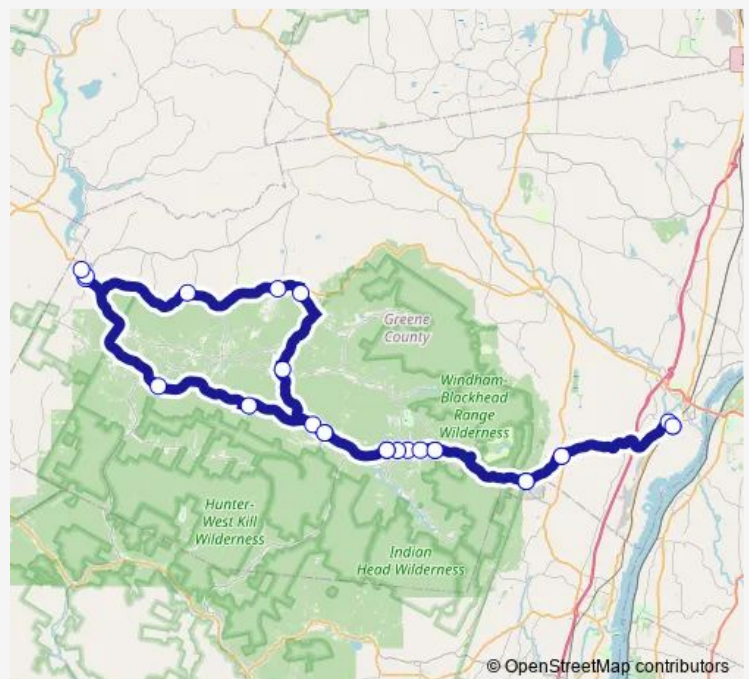 Greene
County
Windham-
Blackhead
Range
Wilderness
Hunter-
West Kill
Wilderness
Indian
Head Wilderness
© OpenStreetMap contributors